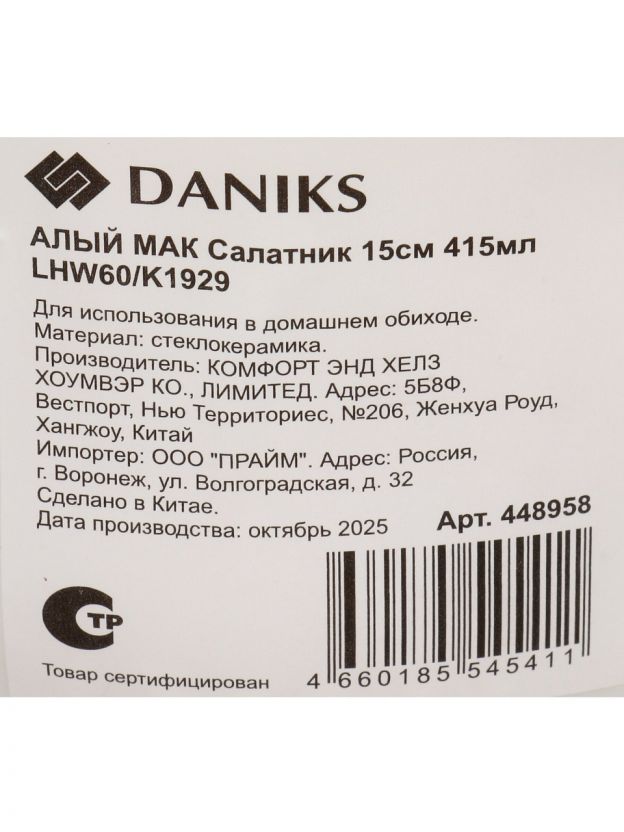 DANIKS
АЛЫЙ МАК Салатник 15см 415мл
LHW60/K1929
Для использования в домашнем обиходе.
Материал: стеклокерамика.
Производитель: КОМФОРТ ЭНД ХЕЛЗ
ХОУМВЭР КО., ЛИМИТЕД. Адрес: 5Б8Ф,
Вестпорт, Нью Территориес, №206, Женхуа Роуд,
Хангжоу, Китай
Импортер: ООО "ПРАЙМ". Адрес: Россия,
г. Воронеж, ул. Волгоградская, д. 32
Сделано в Китае.
Дата производства: октябрь 2025
Арт. 448958
СТР
Товар сертифицирован
4 660185 545411